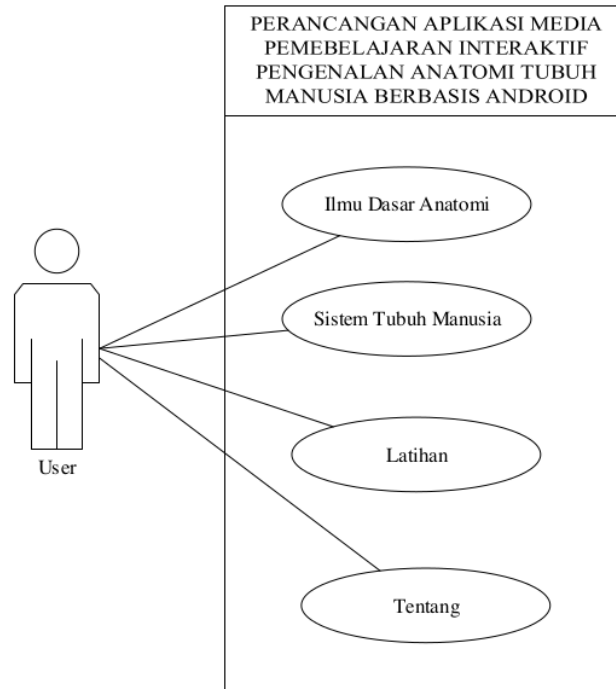 PERANCANGAN APLIKASI MEDIA
PEMEBELAJARAN INTERAKTIF
PENGENALAN ANATOMI TUBUH
MANUSIA BERBASIS ANDROID
Ilmu Dasar Anatomi
Sistem Tubuh Manusia
Latihan
User
Tentang